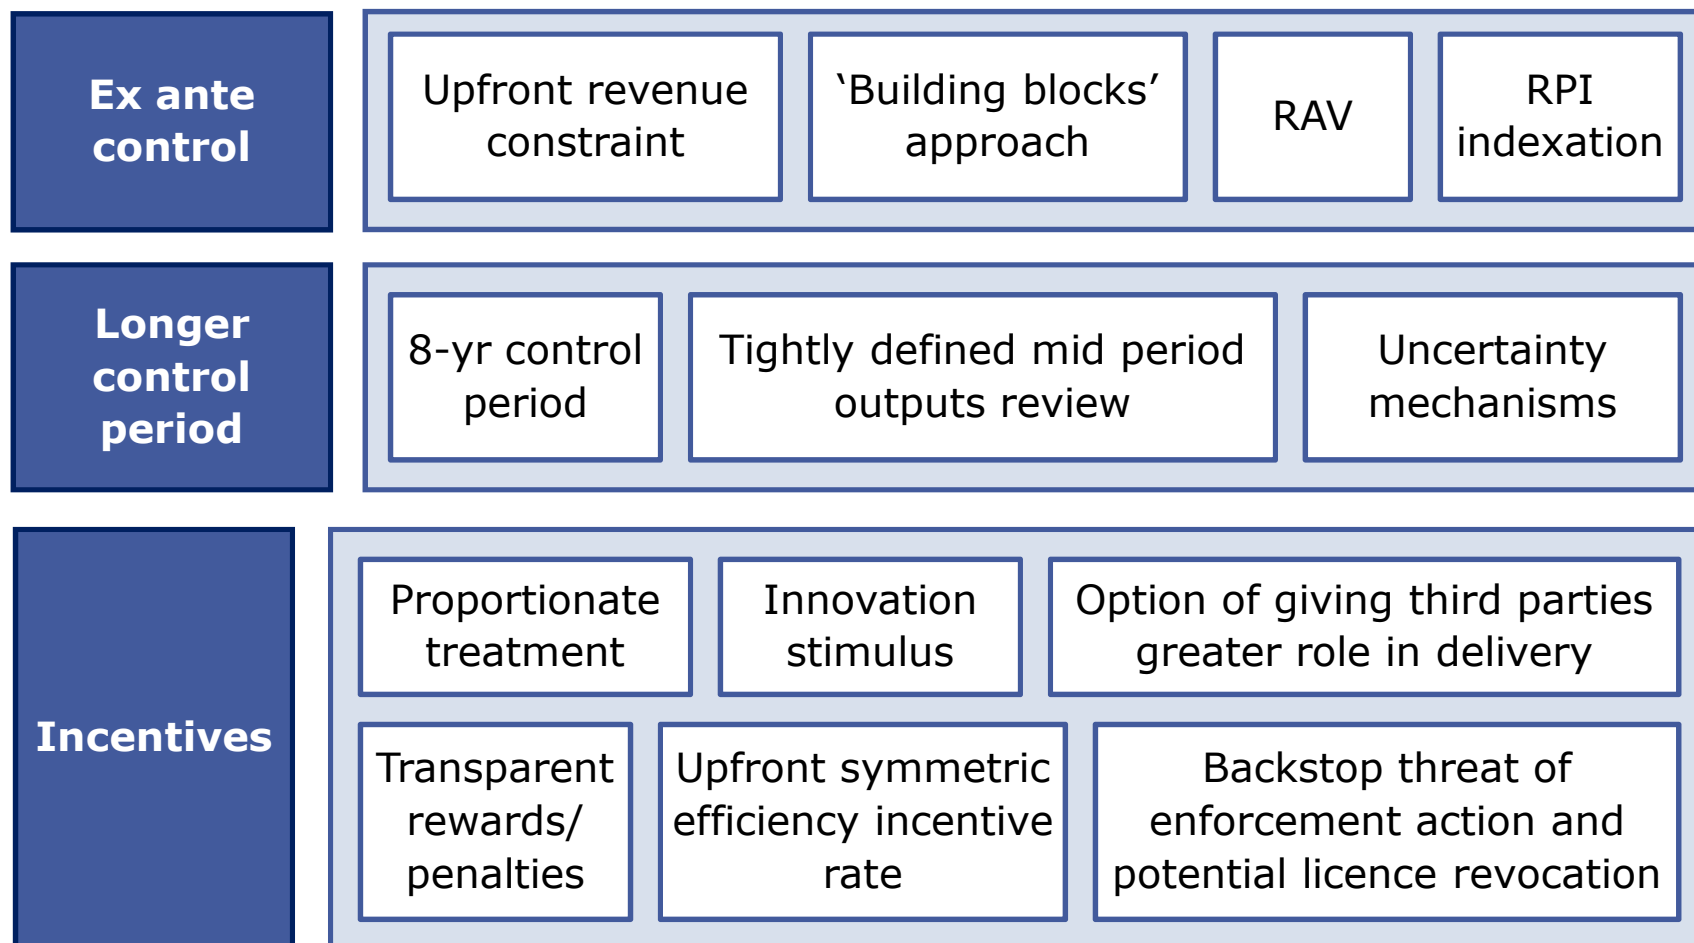 Ex ante
control
Upfront revenue
constraint
‘Building blocks’
approach
RAV
RPI
indexation
Longer
control
period
8-yr control
period
Tightly defined mid period
outputs review
Uncertainty
mechanisms
Incentives
Proportionate
treatment
Innovation
stimulus
Option of giving third parties
greater role in delivery
Transparent
rewards/
penalties
Upfront symmetric
efficiency incentive
rate
Backstop threat of
enforcement action and
potential licence revocation